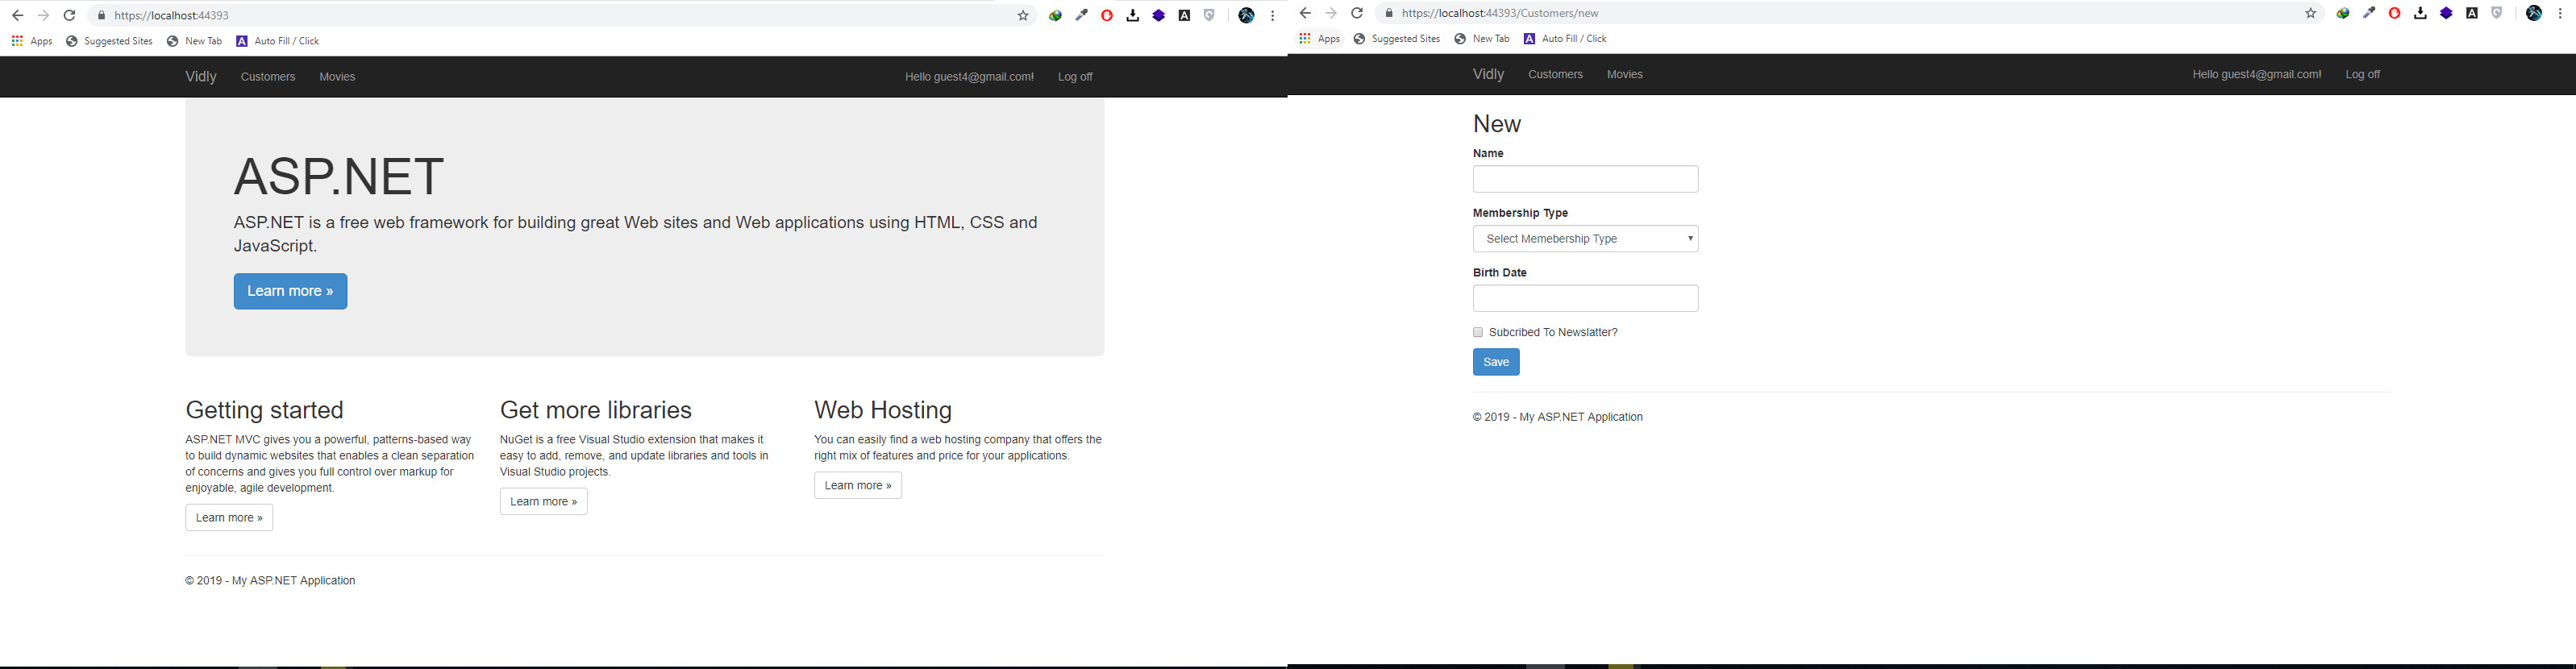 https://localhost:44393
Apps Suggested Sites New Tab A Auto Fill / Click
Vidly Customers Movies Hello guest4@gmail.com! Log off
ASP.NET
ASP.NET is a free web framework for building great Web sites and Web applications using HTML, CSS and
JavaScript.
Learn more »
Getting started
ASP.NET MVC gives you a powerful, patterns-based way
to build dynamic websites that enables a clean separation
of concerns and gives you full control over markup for
enjoyable, agile development.
Learn more »
Get more libraries
NuGet is a free Visual Studio extension that makes it
easy to add, remove, and update libraries and tools in
Visual Studio projects.
Learn more »
Web Hosting
You can easily find a web hosting company that offers the
right mix of features and price for your applications.
Learn more »
© 2019 - My ASP.NET Application
https://localhost:44393/Customers/new
Apps Suggested Sites New Tab A Auto Fill / Click
Vidly Customers Movies Hello guest4@gmail.com! Log off
New
Name
Membership Type
Select Memebership Type
Birth Date
Subcribed To Newslatter?
Save
© 2019 - My ASP.NET Application